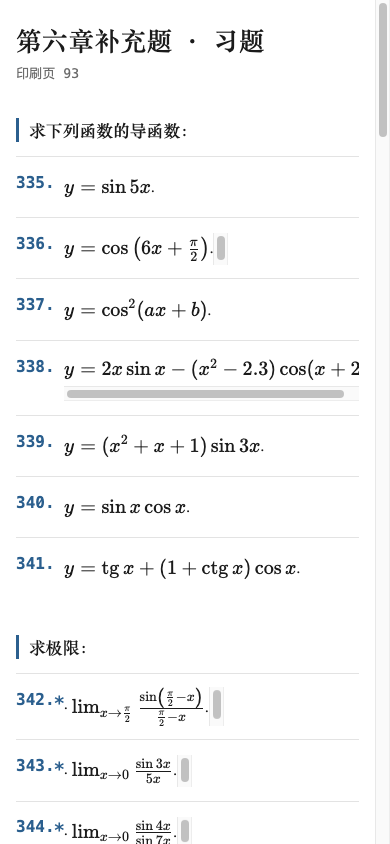 第六章补充题 · 习题
印刷页 93
求下列函数的导函数:
335. y = sin 5x.
336. y = cos (6x + π/2).
337. y = cos²(ax + b).
338. y = 2x sin x − (x² − 2.3) cos(x + 2
339. y = (x² + x + 1) sin 3x.
340. y = sin x cos x.
341. y = tg x + (1 + ctg x) cos x.
求极限:
342.*. lim_{x→π/2} sin(π/2 − x)/(π/2 − x).
343.*. lim_{x→0} sin 3x/5x.
344.*. lim_{x→0} sin 4x/sin 7x.